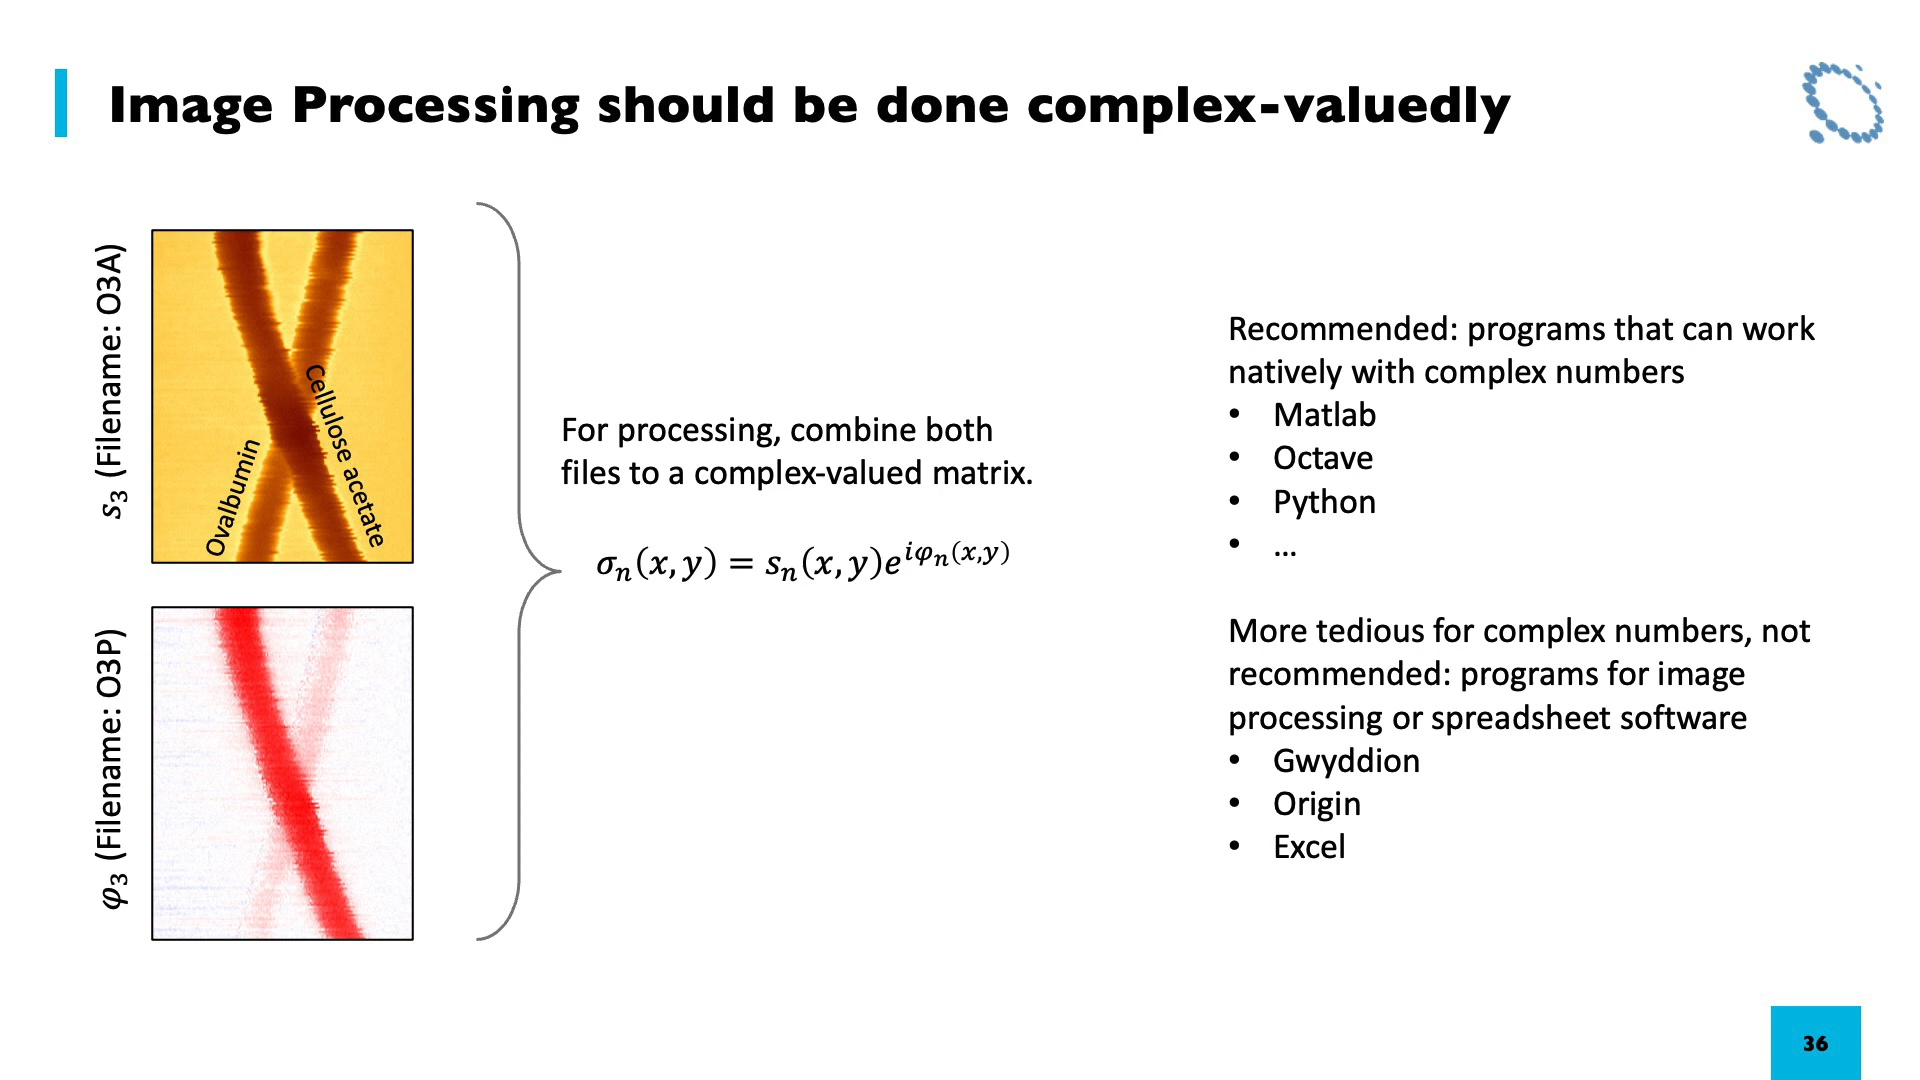 Image Processing should be done complex-valuedly
s₃ (Filename: O3A)
Ovalbumin
Cellulose acetate
φ₃ (Filename: O3P)
For processing, combine both
files to a complex-valued matrix.
σₙ(x, y) = sₙ(x, y)e^{iφₙ(x,y)}
Recommended: programs that can work
natively with complex numbers
• Matlab
• Octave
• Python
• ...
More tedious for complex numbers, not
recommended: programs for image
processing or spreadsheet software
• Gwyddion
• Origin
• Excel
36